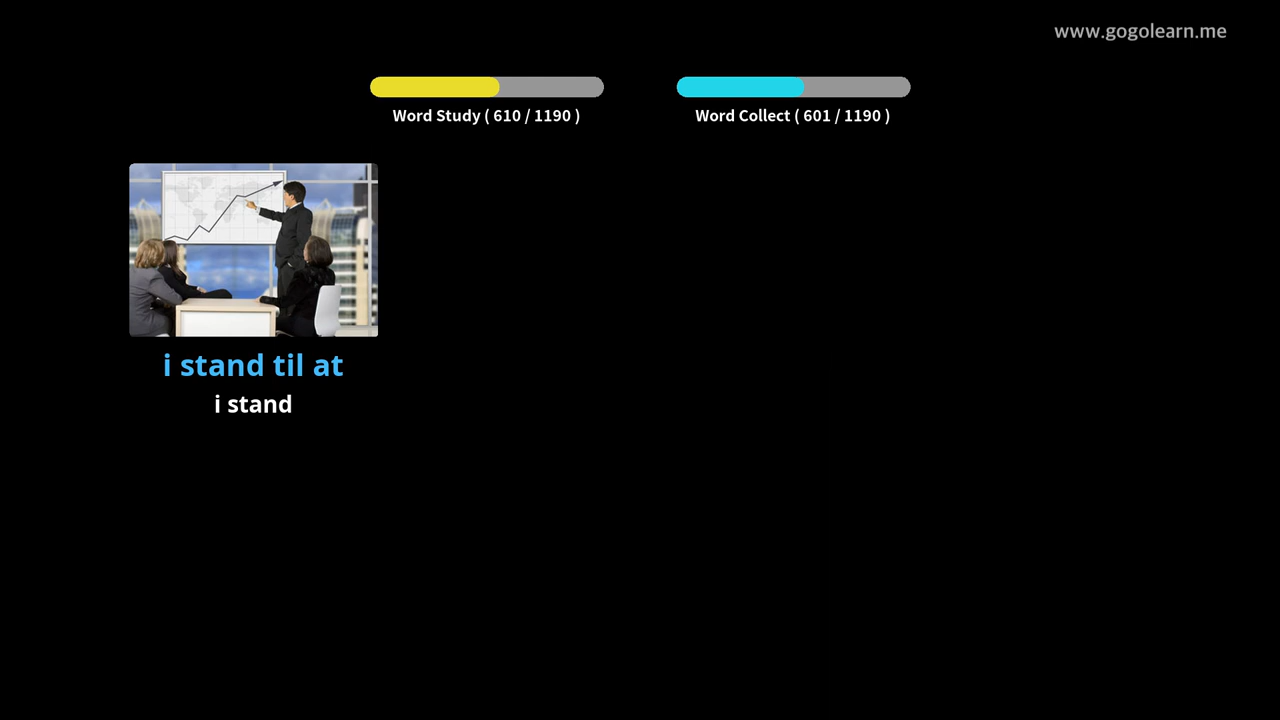 www.gogolearn.me
Word Study ( 610 / 1190 )
Word Collect ( 601 / 1190 )
i stand til at
i stand